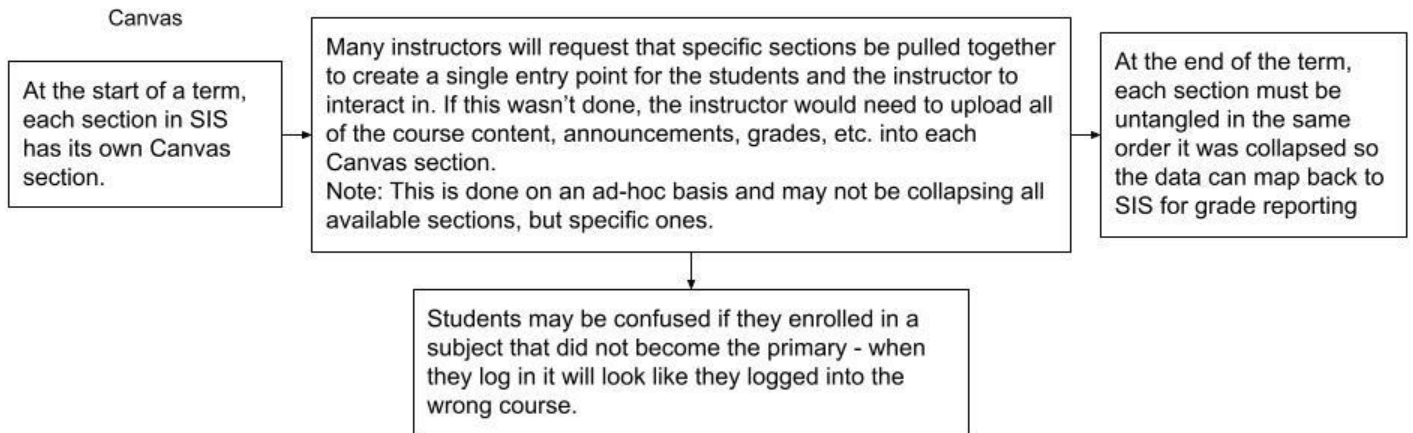 Canvas
At the start of a term,
each section in SIS
has its own Canvas
section.
Many instructors will request that specific sections be pulled together
to create a single entry point for the students and the instructor to
interact in. If this wasn't done, the instructor would need to upload all
of the course content, announcements, grades, etc. into each
Canvas section.
Note: This is done on an ad-hoc basis and may not be collapsing all
available sections, but specific ones.
At the end of the term,
each section must be
untangled in the same
order it was collapsed so
the data can map back to
SIS for grade reporting
Students may be confused if they enrolled in a
subject that did not become the primary - when
they log in it will look like they logged into the
wrong course.